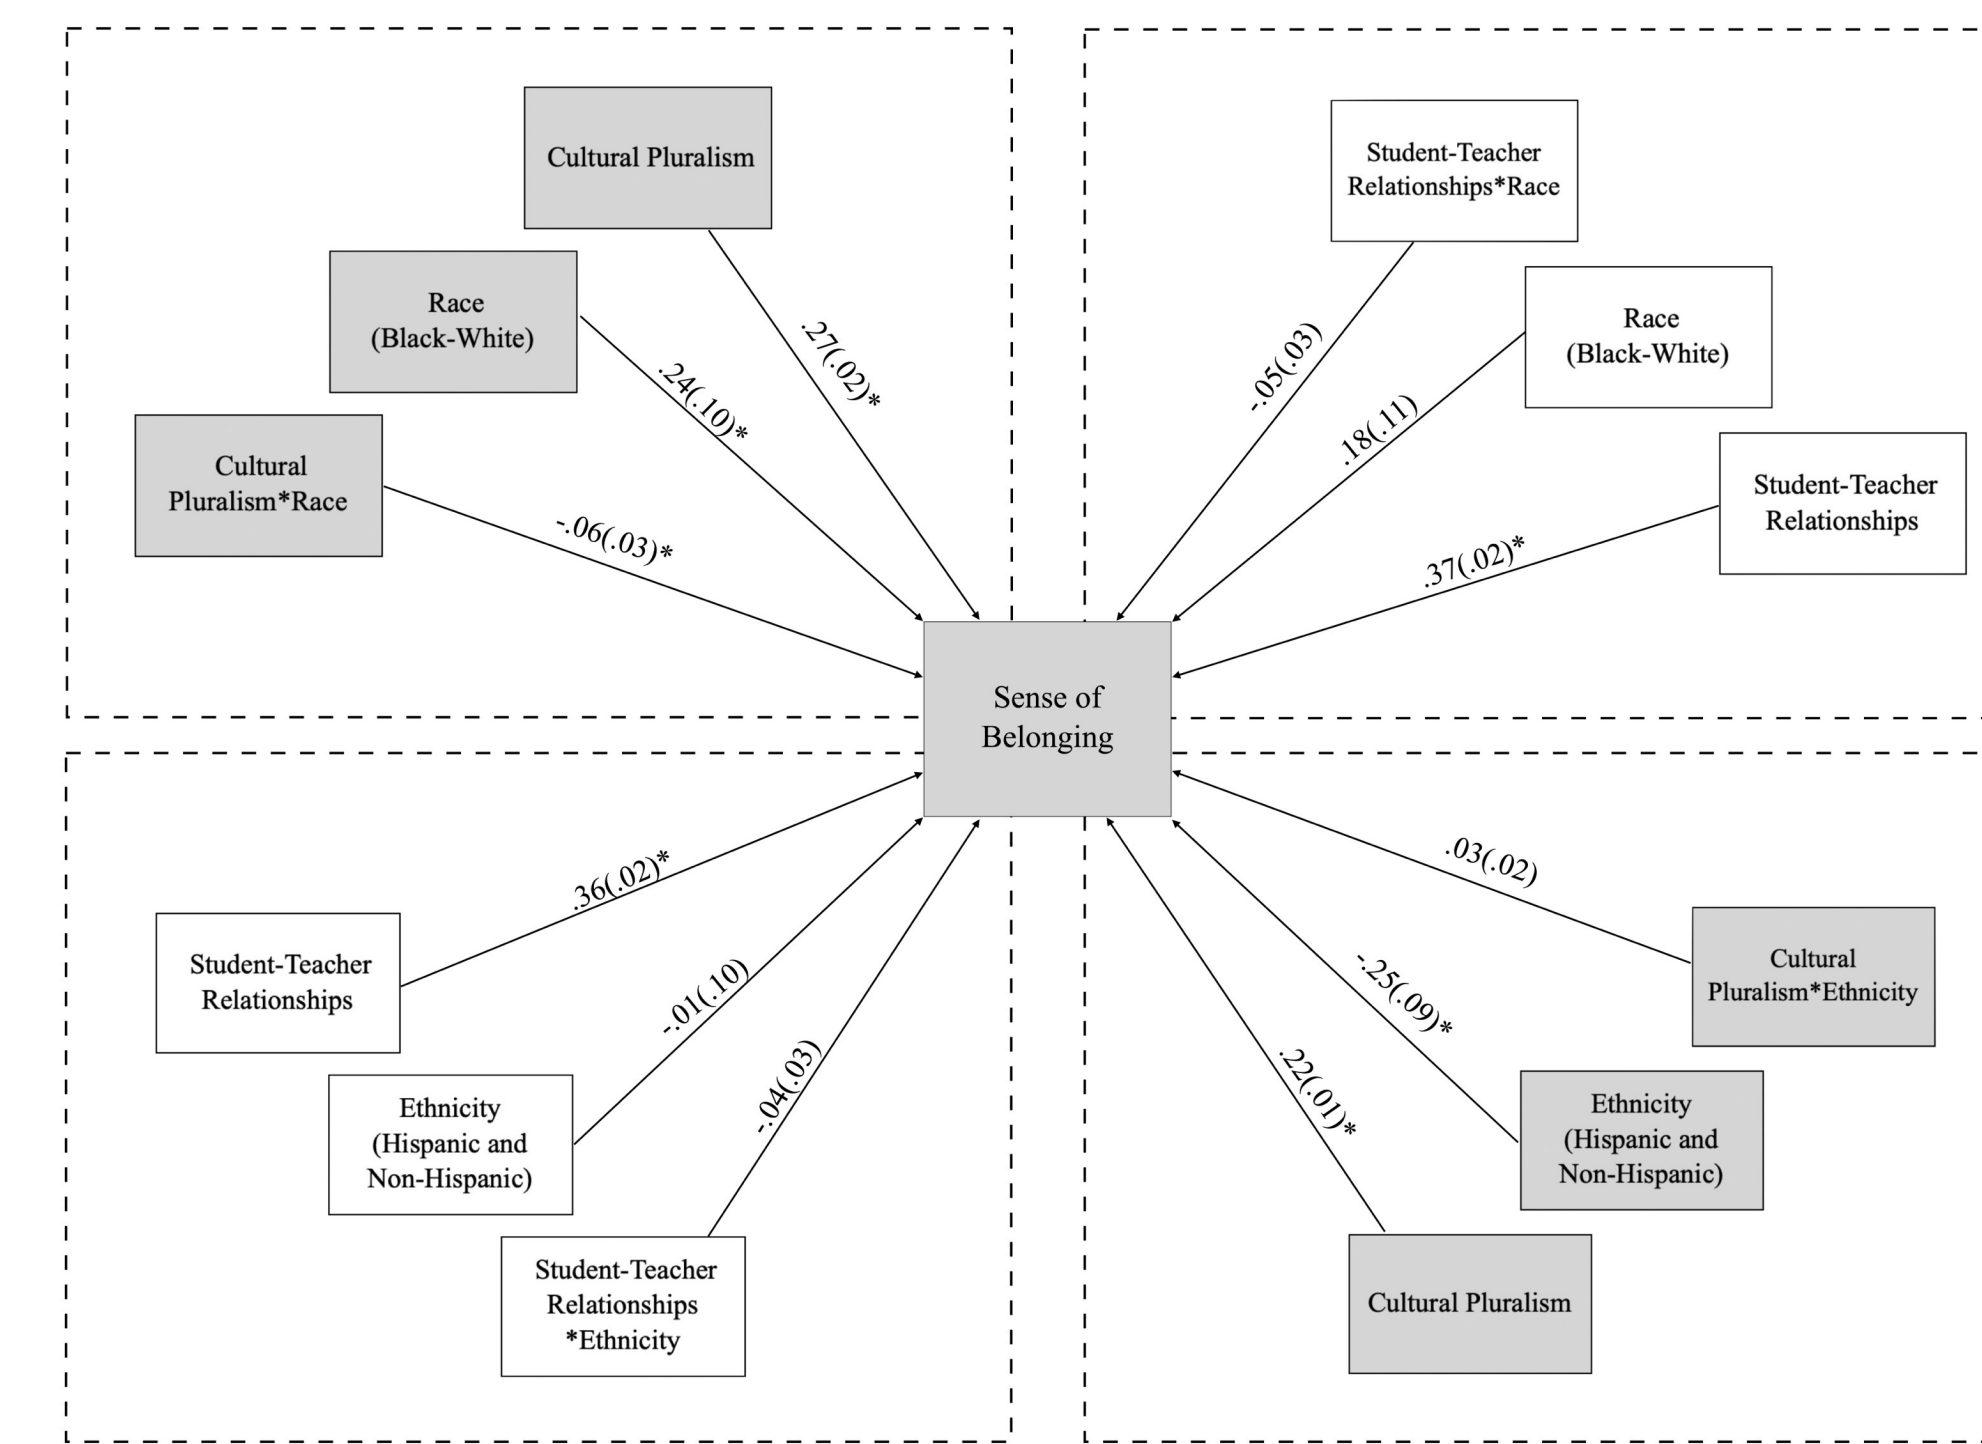 Cultural Pluralism
Race
(Black-White)
Cultural
Pluralism*Race
.27(.02)*
.24(.10)*
-.06(.03)*
Student-Teacher
Relationships*Race
Race
(Black-White)
Student-Teacher
Relationships
-.05(.03)
.18(.11)
.37(.02)*
Sense of
Belonging
Student-Teacher
Relationships
Ethnicity
(Hispanic and
Non-Hispanic)
Student-Teacher
Relationships
*Ethnicity
.36(.02)*
-.01(.10)
-.04(.03)
.03(.02)
-.25(.09)*
.22(.01)*
Cultural
Pluralism*Ethnicity
Ethnicity
(Hispanic and
Non-Hispanic)
Cultural Pluralism